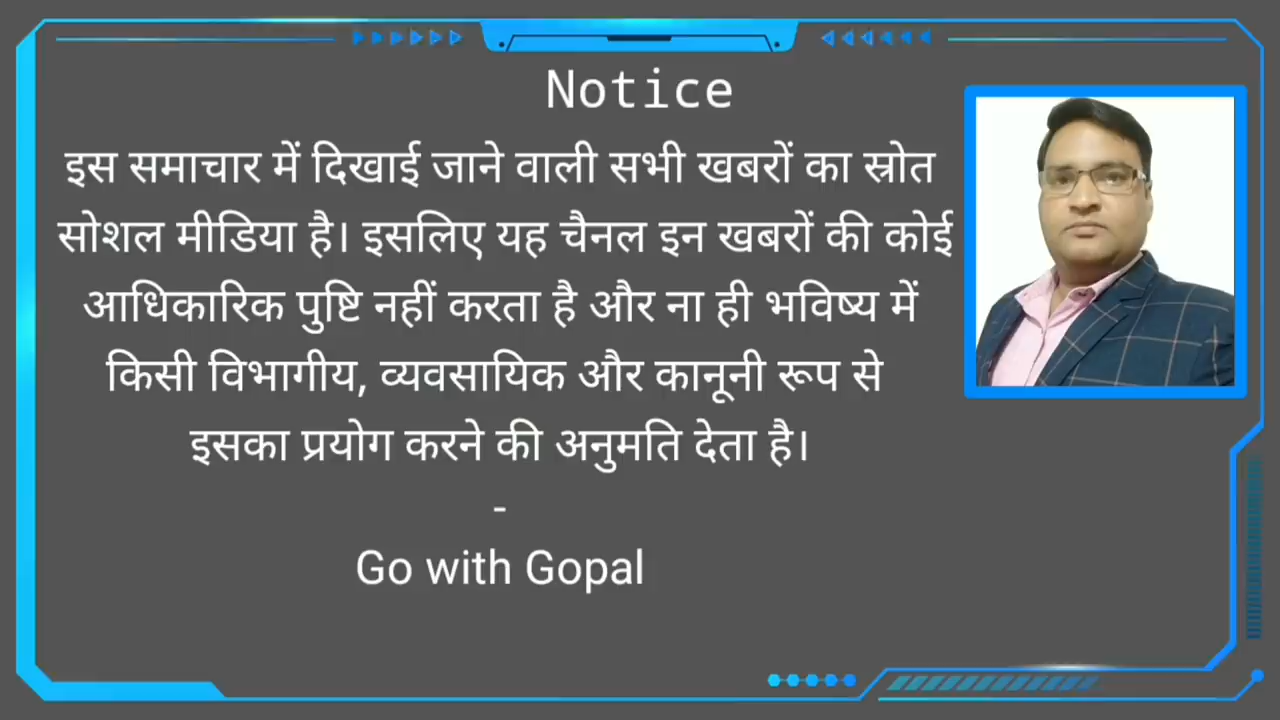 Notice
इस समाचार में दिखाई जाने वाली सभी खबरों का स्रोत
सोशल मीडिया है। इसलिए यह चैनल इन खबरों की कोई
आधिकारिक पुष्टि नहीं करता है और ना ही भविष्य में
किसी विभागीय, व्यवसायिक और कानूनी रूप से
इसका प्रयोग करने की अनुमति देता है।
-
Go with Gopal